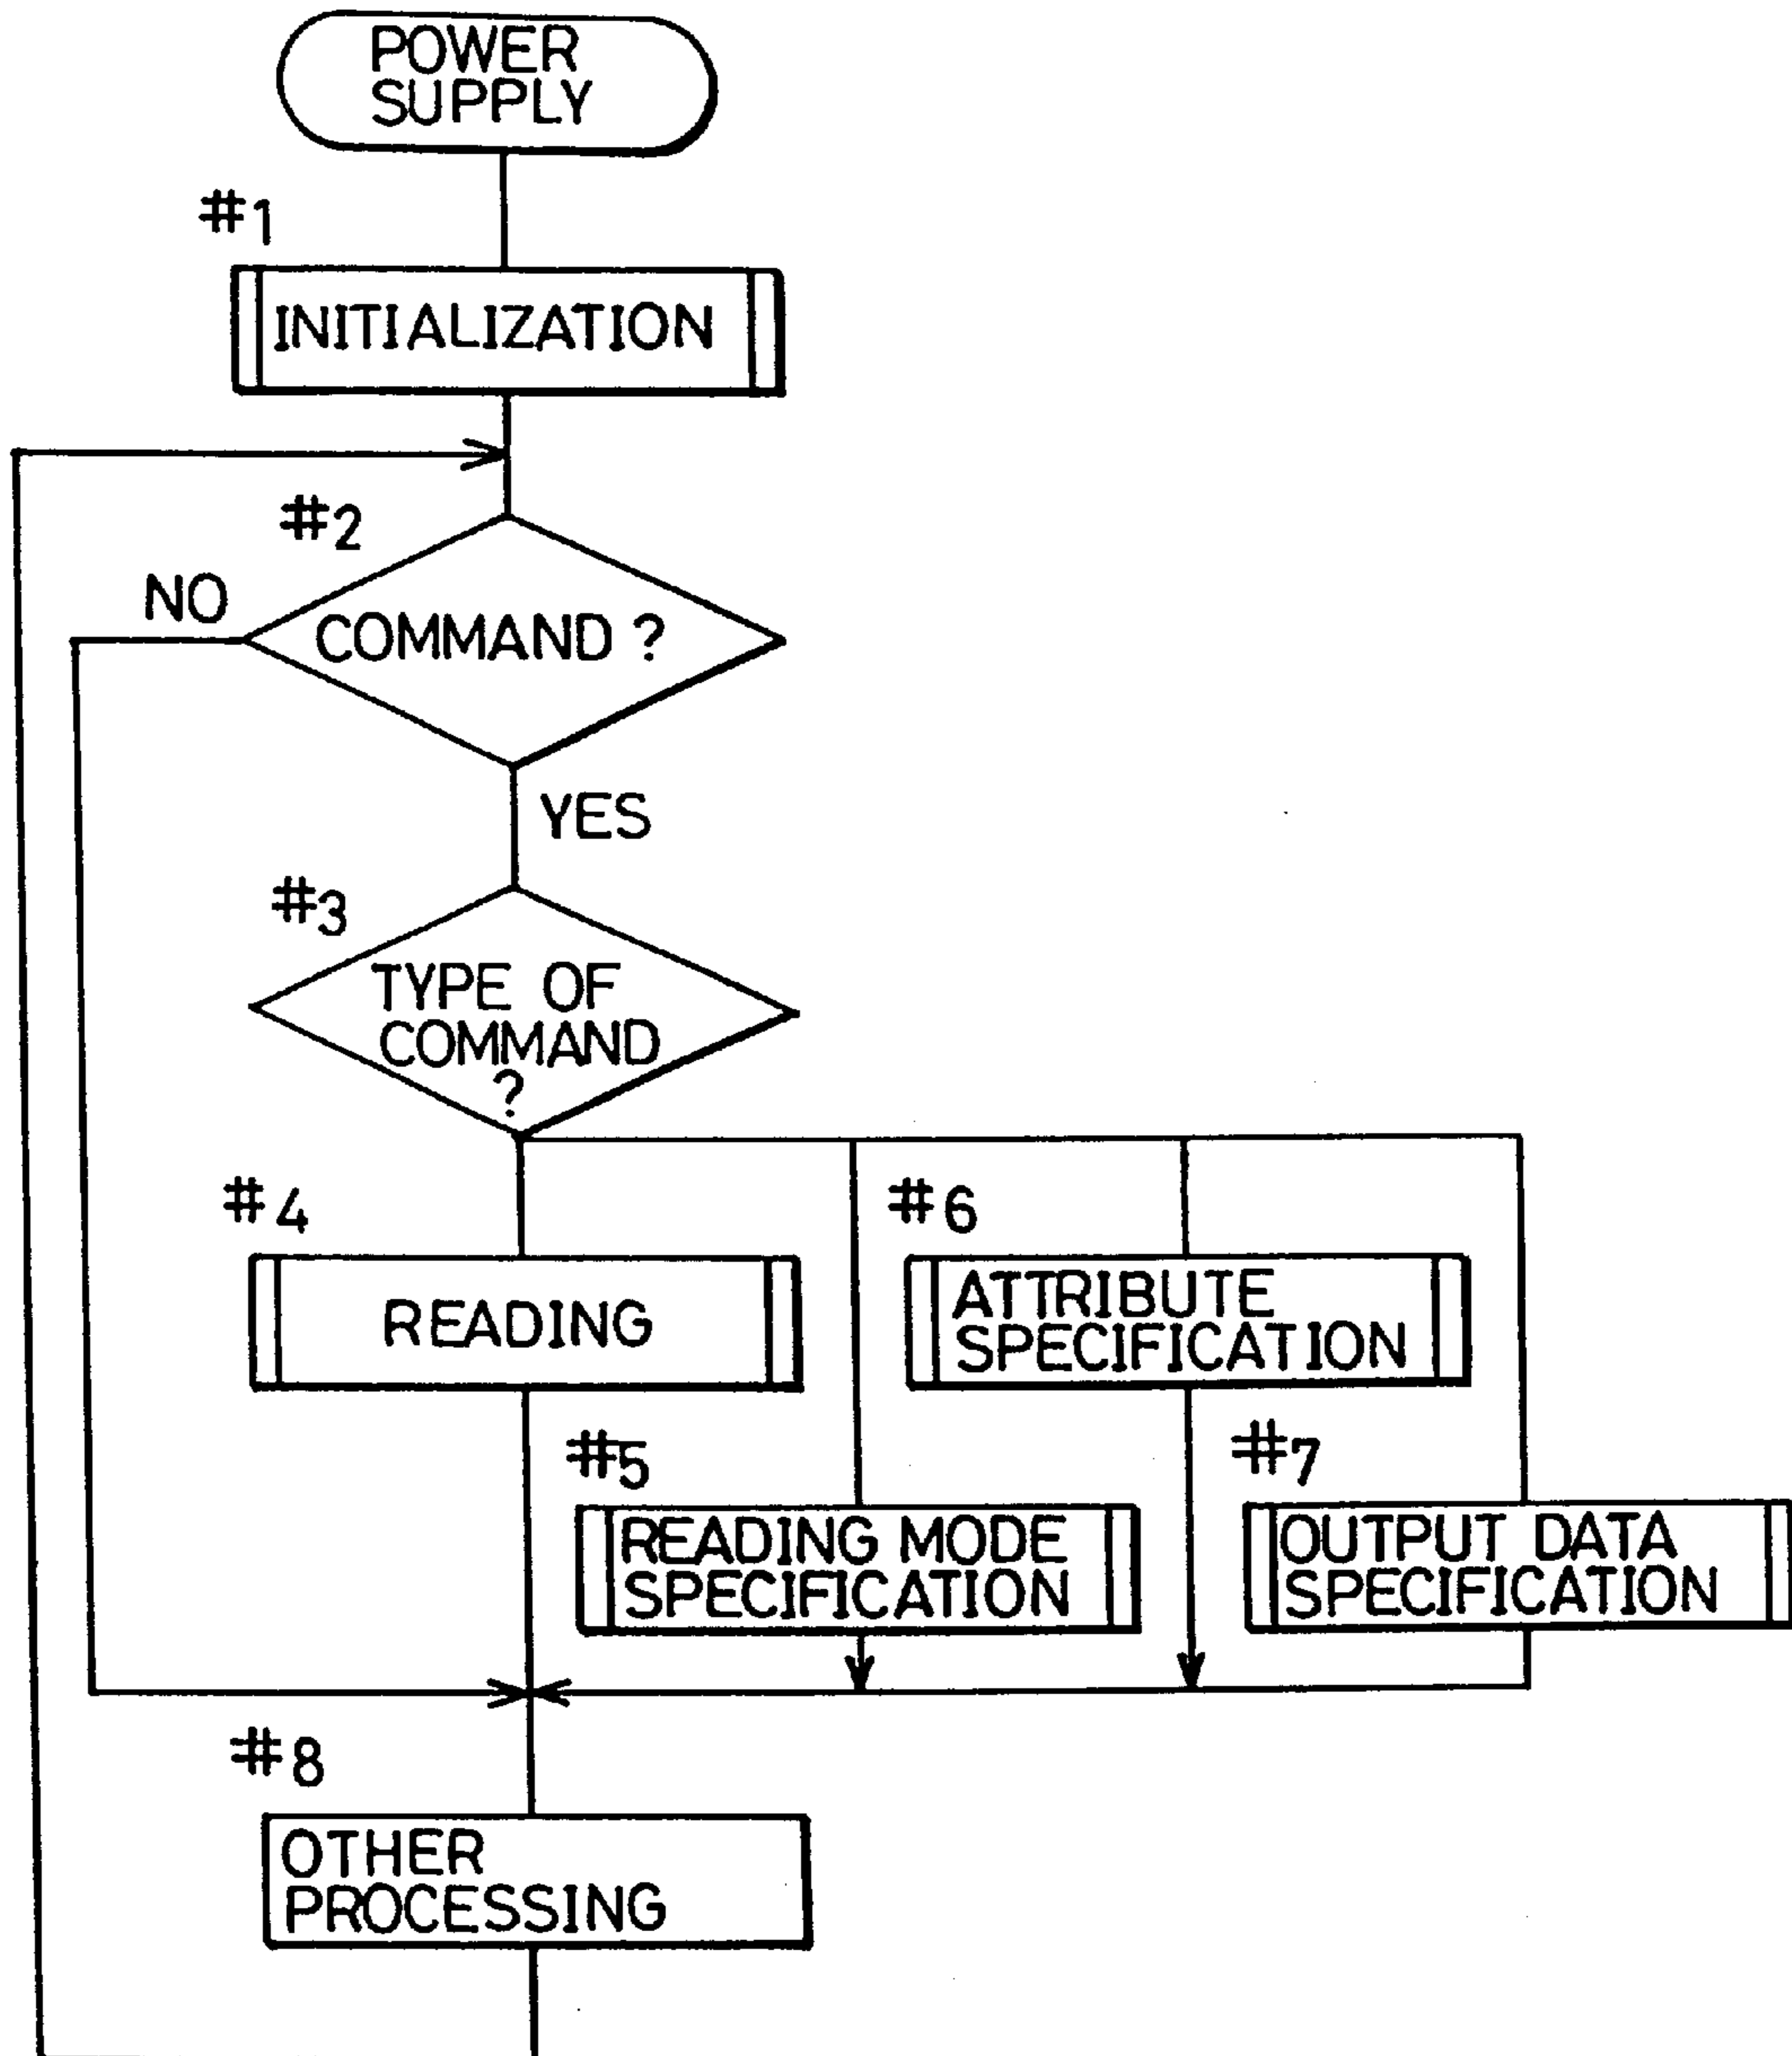 POWER
SUPPLY
#1
INITIALIZATION
#2
NO
COMMAND ?
YES
#3
TYPE OF
COMMAND
?
#4
READING
#6
ATTRIBUTE
SPECIFICATION
#5
READING MODE
SPECIFICATION
#7
OUTPUT DATA
SPECIFICATION
#8
OTHER
PROCESSING